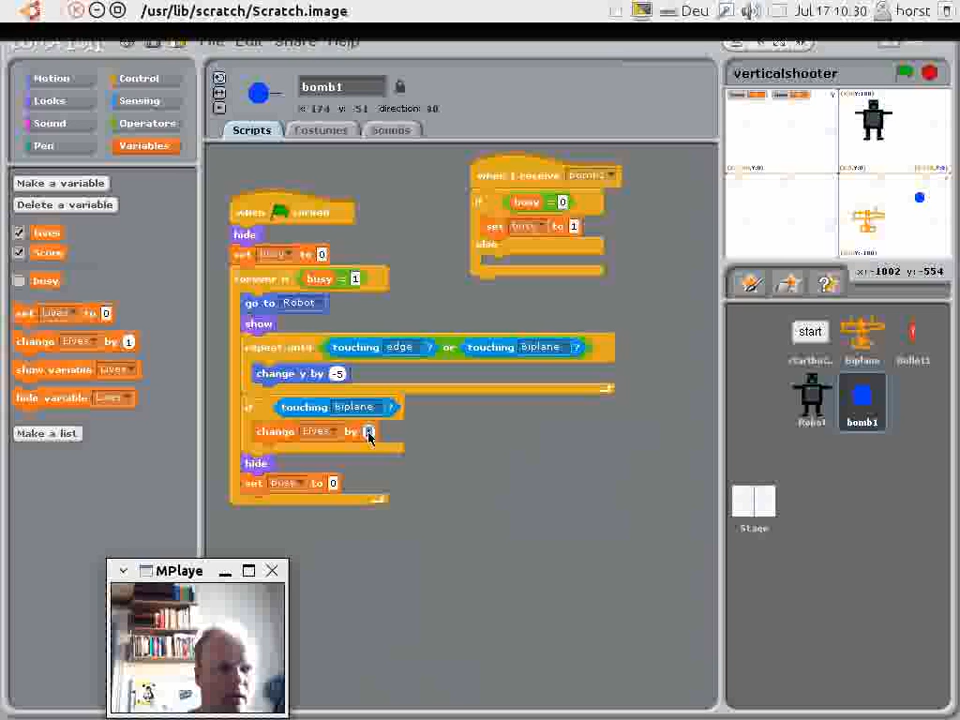 /usr/lib/scratch/Scratch.image Deu Jul 17 10.30 horst
Motion Control
Looks Sensing
Sound Operators
Pen Variables
Make a variable
Delete a variable
Lives
Score
busy
set Lives to 0
change Lives by 1
show variable Lives
hide variable Lives
Make a list
bomb1
direction:
Scripts Costumes Sounds
when I receive
if busy = 0
set busy to 1
else
when
hide
set busy to 0
busy = 1
go to Robot
show
repeat until touching edge ? or touching Biplane ?
change y by -5
if touching biplane ?
change Lives by
hide
set busy to 0
verticalshooter
x:-1002 y:-554
start
Biplane
Robot
bomb1
Stage
MPlaye